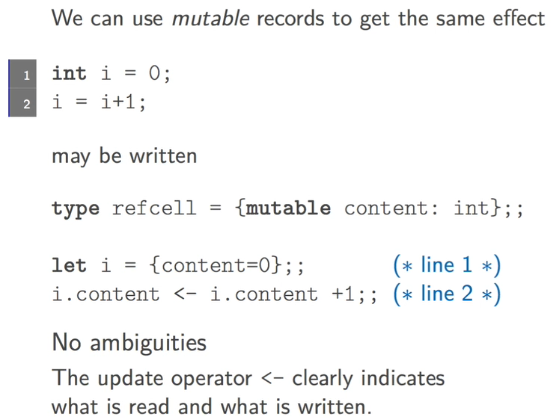 We can use mutable records to get the same effect
1 int i = 0;
2 i = i+1;
may be written
type refcell = {mutable content: int};;
let i = {content=0};; (* line 1 *)
i.content <- i.content +1;; (* line 2 *)
No ambiguities
The update operator <- clearly indicates
what is read and what is written.